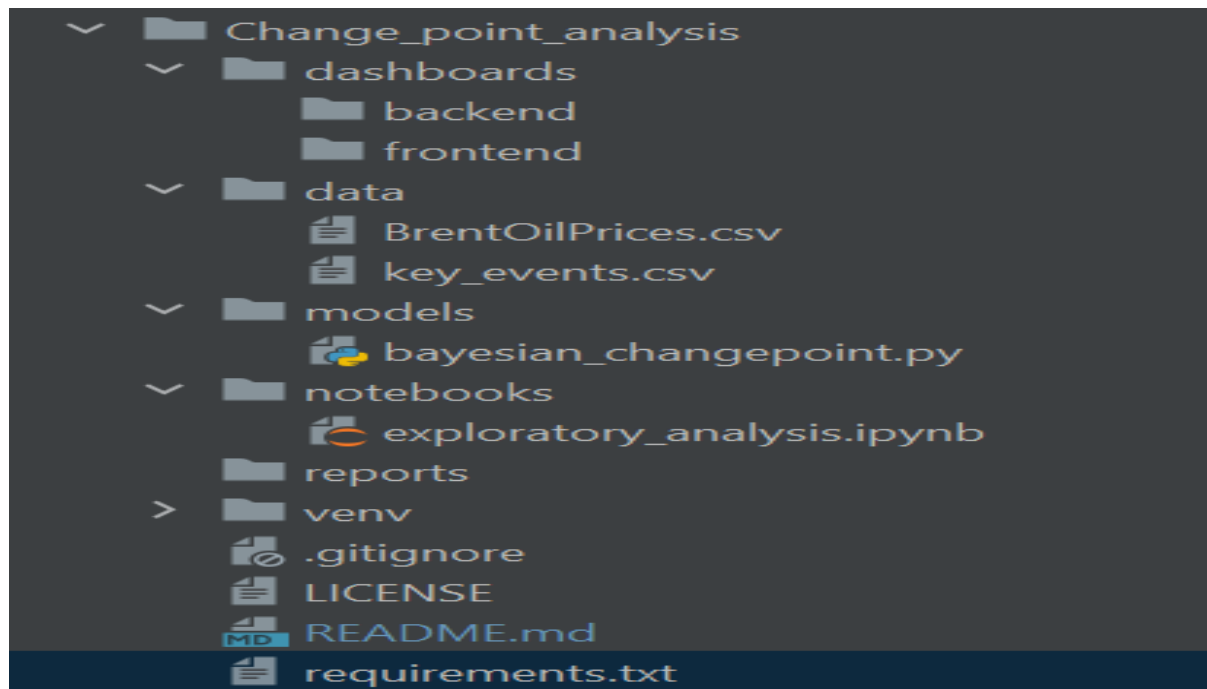 Change_point_analysis
dashboards
backend
frontend
data
BrentOilPrices.csv
key_events.csv
models
bayesian_changepoint.py
notebooks
exploratory_analysis.ipynb
reports
venv
.gitignore
LICENSE
MD README.md
requirements.txt